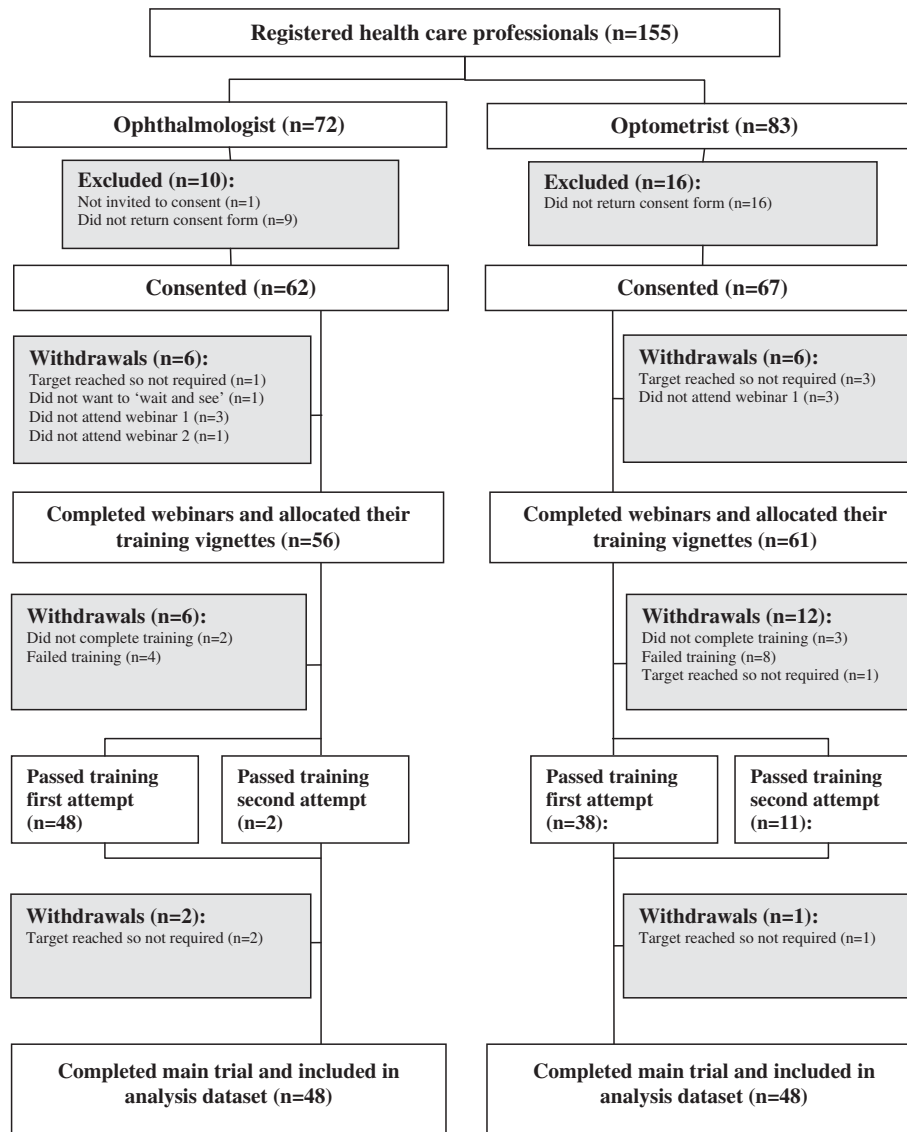 Registered health care professionals (n=155)
Ophthalmologist (n=72)
Optometrist (n=83)
Excluded (n=10):
Not invited to consent (n=1)
Did not return consent form (n=9)
Excluded (n=16):
Did not return consent form (n=16)
Consented (n=62)
Consented (n=67)
Withdrawals (n=6):
Target reached so not required (n=1)
Did not want to ‘wait and see’ (n=1)
Did not attend webinar 1 (n=3)
Did not attend webinar 2 (n=1)
Withdrawals (n=6):
Target reached so not required (n=3)
Did not attend webinar 1 (n=3)
Completed webinars and allocated their
training vignettes (n=56)
Completed webinars and allocated their
training vignettes (n=61)
Withdrawals (n=6):
Did not complete training (n=2)
Failed training (n=4)
Withdrawals (n=12):
Did not complete training (n=3)
Failed training (n=8)
Target reached so not required (n=1)
Passed training
first attempt
(n=48)
Passed training
second attempt
(n=2)
Passed training
first attempt
(n=38):
Passed training
second attempt
(n=11):
Withdrawals (n=2):
Target reached so not required (n=2)
Withdrawals (n=1):
Target reached so not required (n=1)
Completed main trial and included in
analysis dataset (n=48)
Completed main trial and included in
analysis dataset (n=48)